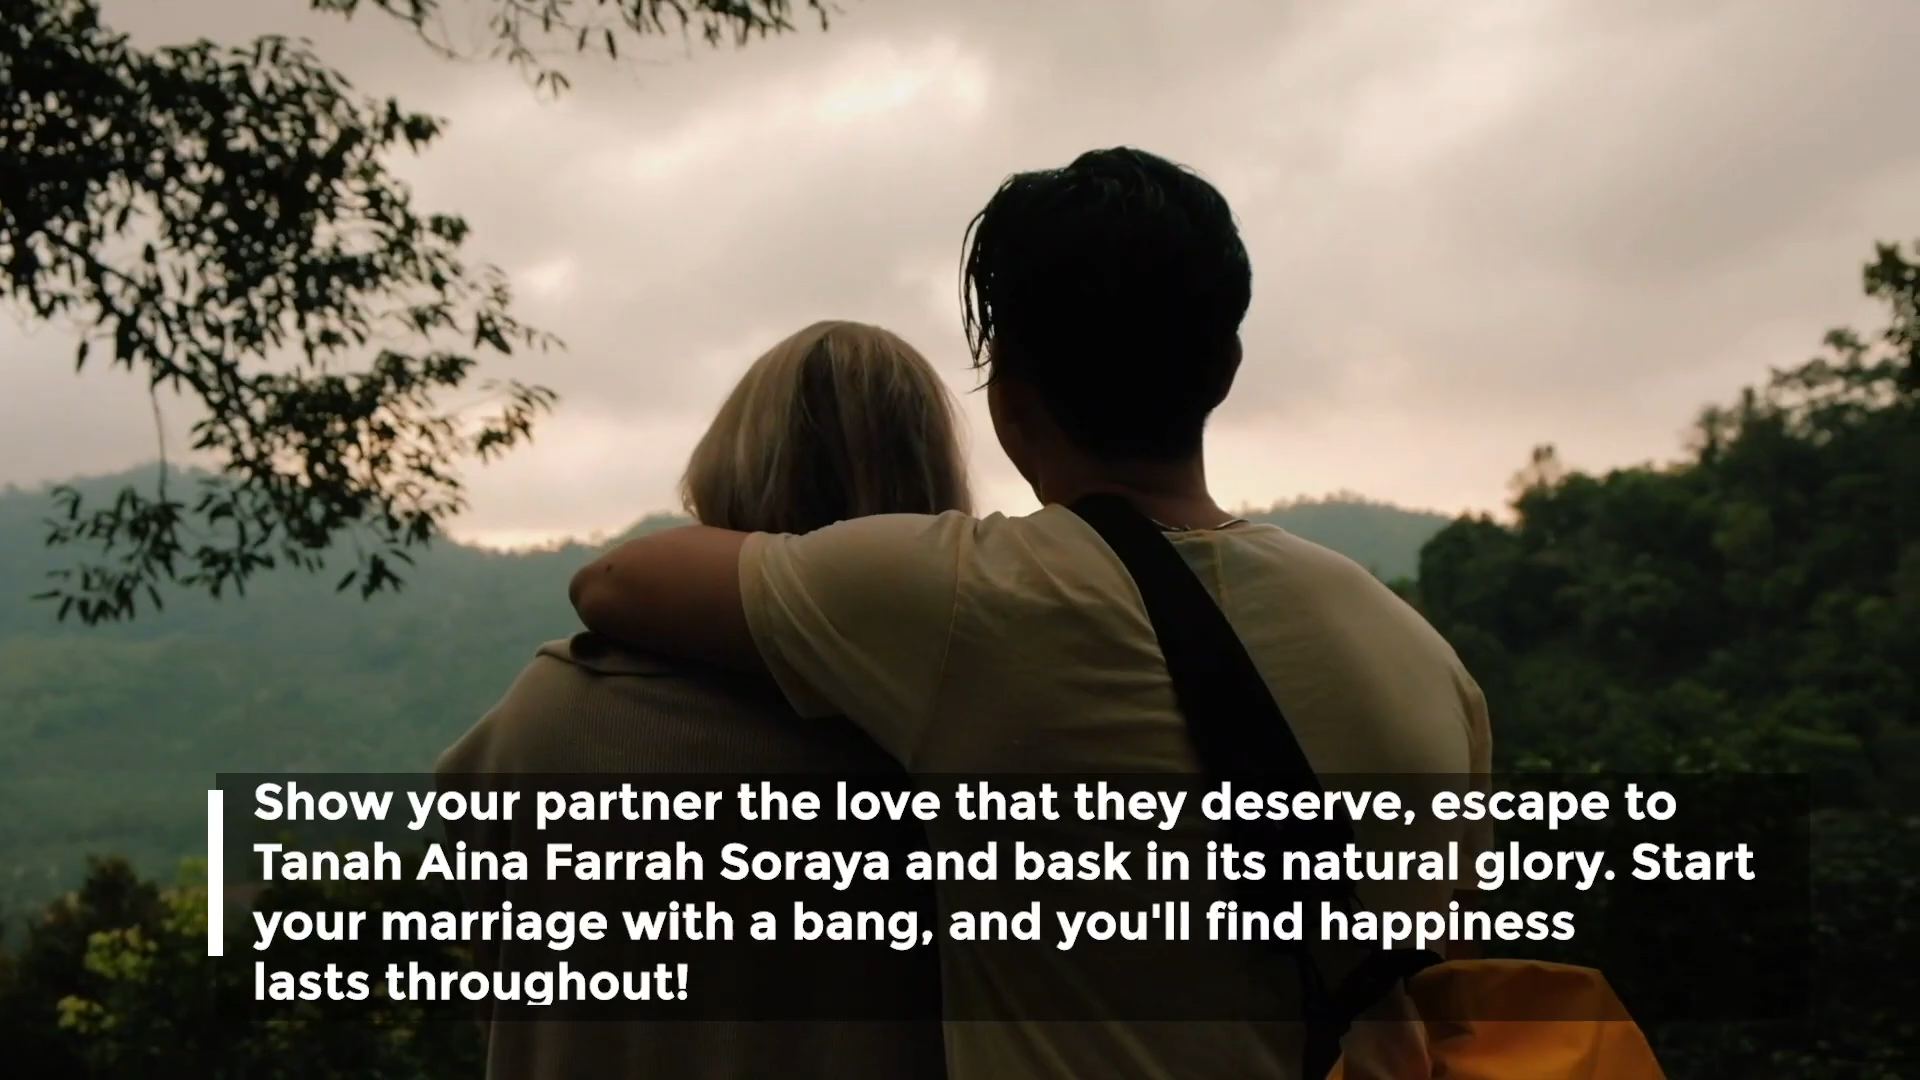 Show your partner the love that they deserve, escape to
Tanah Aina Farrah Soraya and bask in its natural glory. Start
your marriage with a bang, and you'll find happiness
lasts throughout!